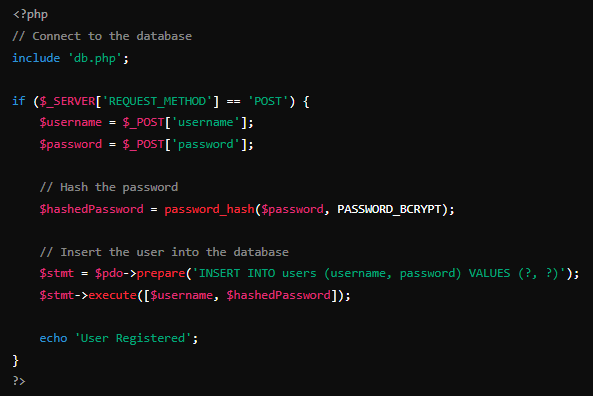 <?php
// Connect to the database
include 'db.php';

if ($_SERVER['REQUEST_METHOD'] == 'POST') {
    $username = $_POST['username'];
    $password = $_POST['password'];

    // Hash the password
    $hashedPassword = password_hash($password, PASSWORD_BCRYPT);

    // Insert the user into the database
    $stmt = $pdo->prepare('INSERT INTO users (username, password) VALUES (?, ?)');
    $stmt->execute([$username, $hashedPassword]);

    echo 'User Registered';
}
?>